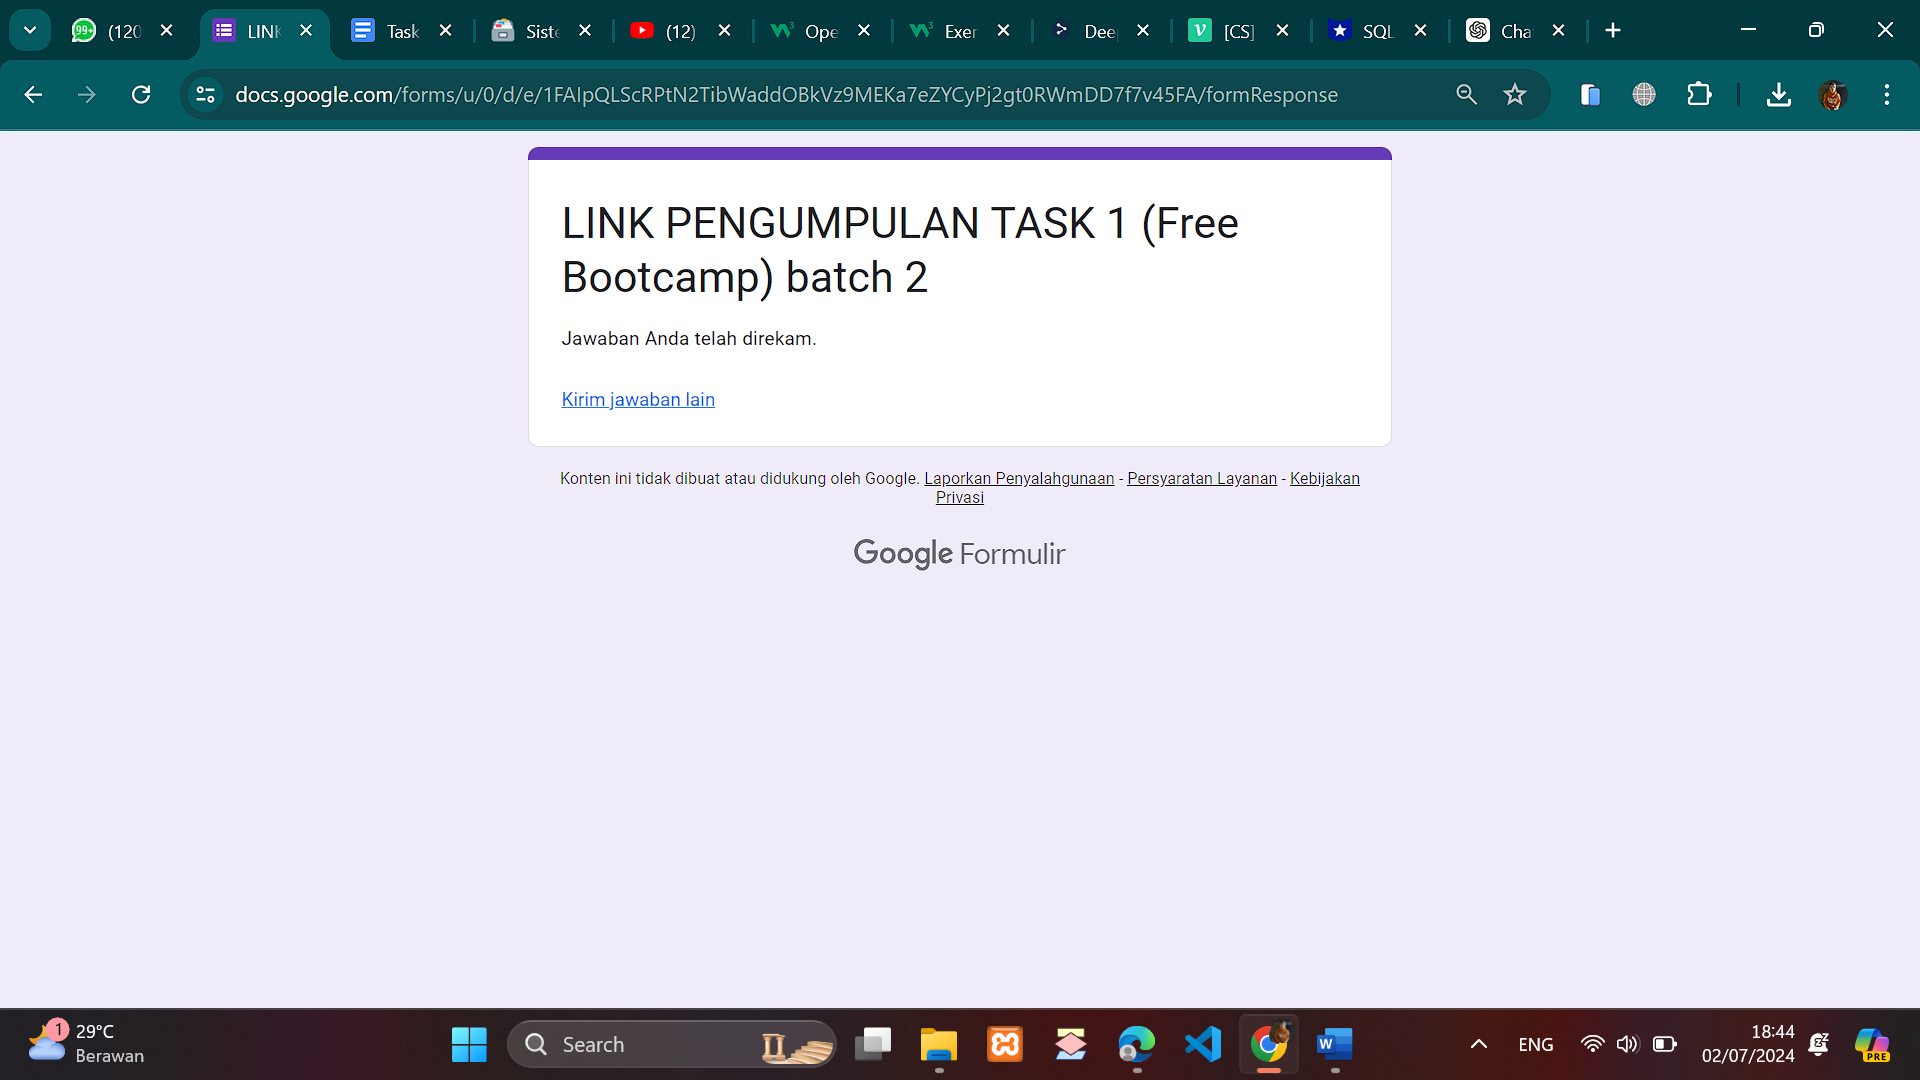 99+ (120
LINK
Task
Siste
(12)
Ope
Exer
Deep
[CS]
SQL
Cha
docs.google.com/forms/u/0/d/e/1FAIpQLScRPtN2TibWaddOBkVz9MEKa7eZYCyPj2gt0RWmDD7f7v45FA/formResponse
LINK PENGUMPULAN TASK 1 (Free
Bootcamp) batch 2
Jawaban Anda telah direkam.
Kirim jawaban lain
Konten ini tidak dibuat atau didukung oleh Google. Laporkan Penyalahgunaan - Persyaratan Layanan - Kebijakan
Privasi
Google Formulir
1
29°C
Berawan
Search
ENG
18:44
02/07/2024
PRE